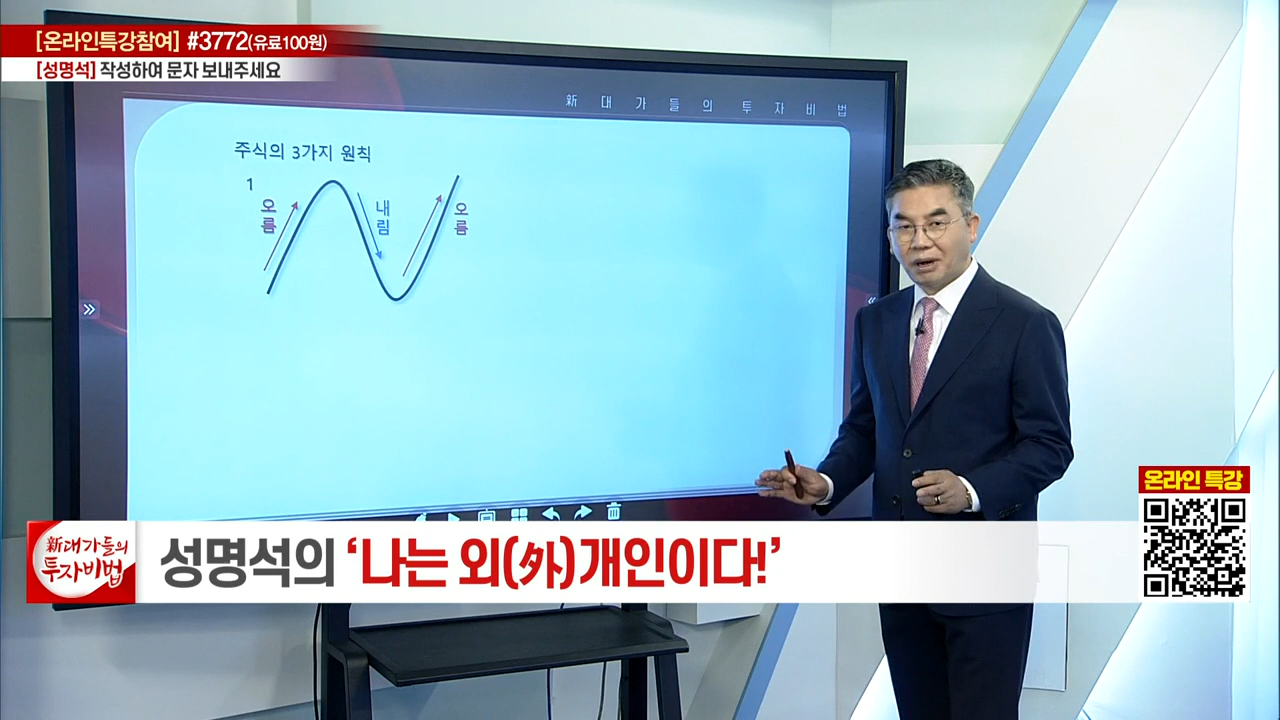 [온라인특강참여] #3772(유료100원)
[성명석] 작성하여 문자 보내주세요
新 대 가 들 의 투 자 비 법
주식의 3가지 원칙
1
오름
내림
오름
온라인 특강
新대가들의
투자비법
성명석의 ‘나는 외(外)개인이다!’